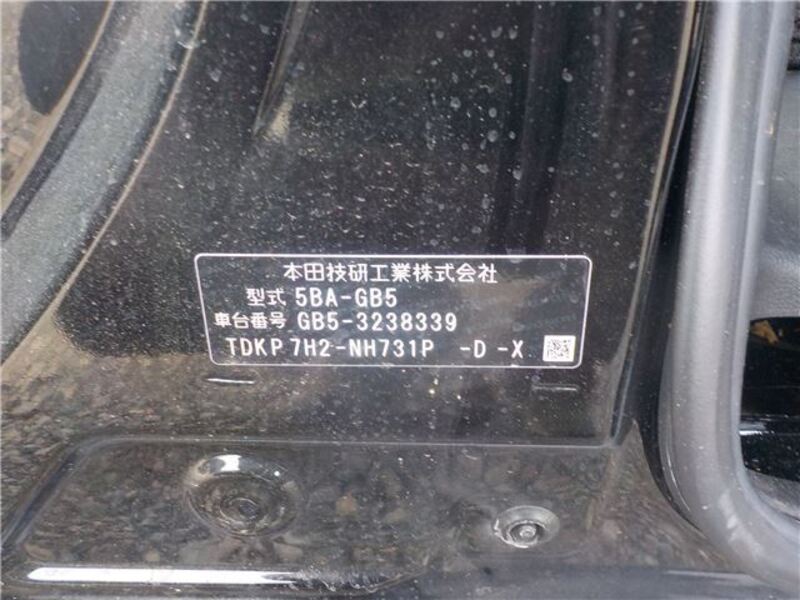 本田技研工業株式会社
型式 5BA-GB5
車台番号 GB5-3238339
TDKP 7H2-NH731P -D -X